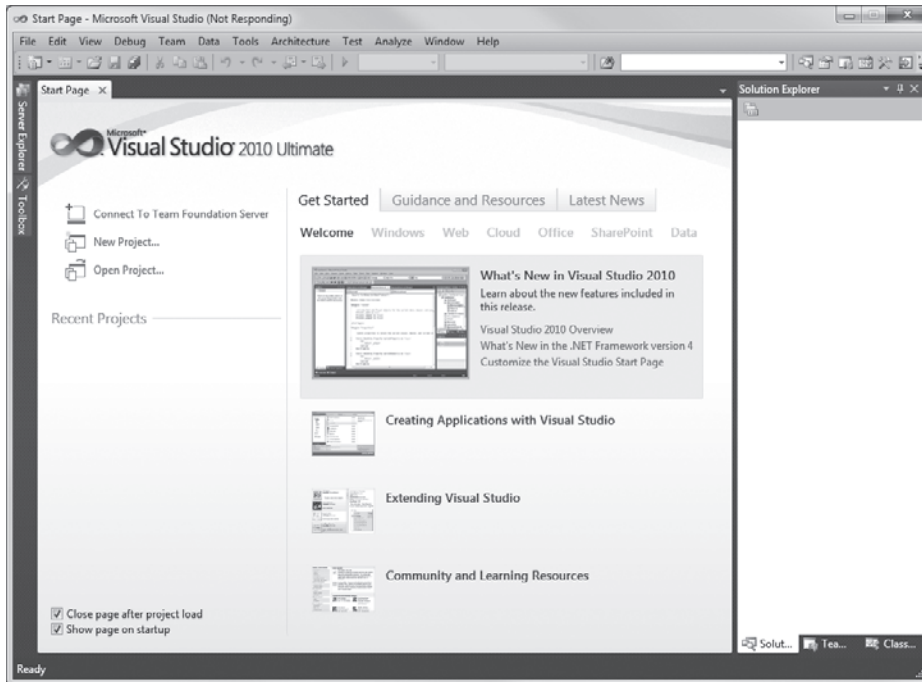 Start Page - Microsoft Visual Studio (Not Responding)
File Edit View Debug Team Data Tools Architecture Test Analyze Window Help
Start Page
Solution Explorer
Server Explorer
Toolbox
Microsoft
Visual Studio 2010 Ultimate
Connect To Team Foundation Server
New Project...
Open Project...
Recent Projects
Get Started Guidance and Resources Latest News
Welcome Windows Web Cloud Office SharePoint Data
What's New in Visual Studio 2010
Learn about the new features included in
this release.
Visual Studio 2010 Overview
What's New in the .NET Framework version 4
Customize the Visual Studio Start Page
Creating Applications with Visual Studio
Extending Visual Studio
Community and Learning Resources
Close page after project load
Show page on startup
Solut... Tea... Class...
Ready